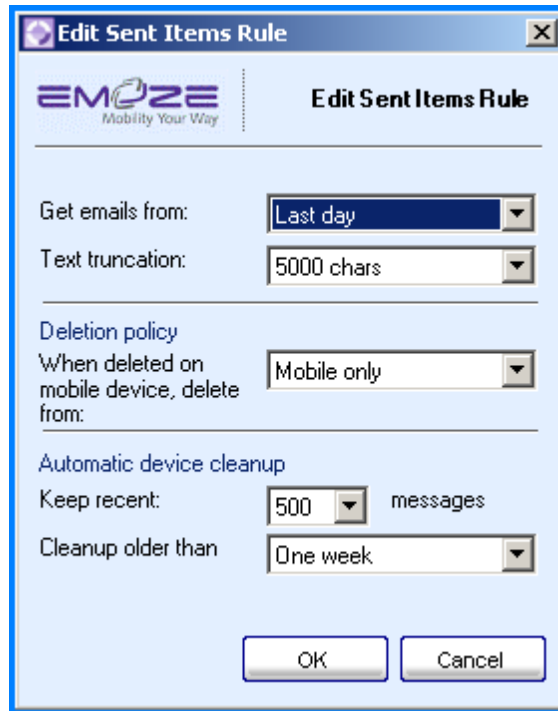 Edit Sent Items Rule
EMOZE
Mobility Your Way
Edit Sent Items Rule
Get emails from:
Last day
Text truncation:
5000 chars
Deletion policy
When deleted on
mobile device, delete
from:
Mobile only
Automatic device cleanup
Keep recent:
500
messages
Cleanup older than
One week
OK
Cancel